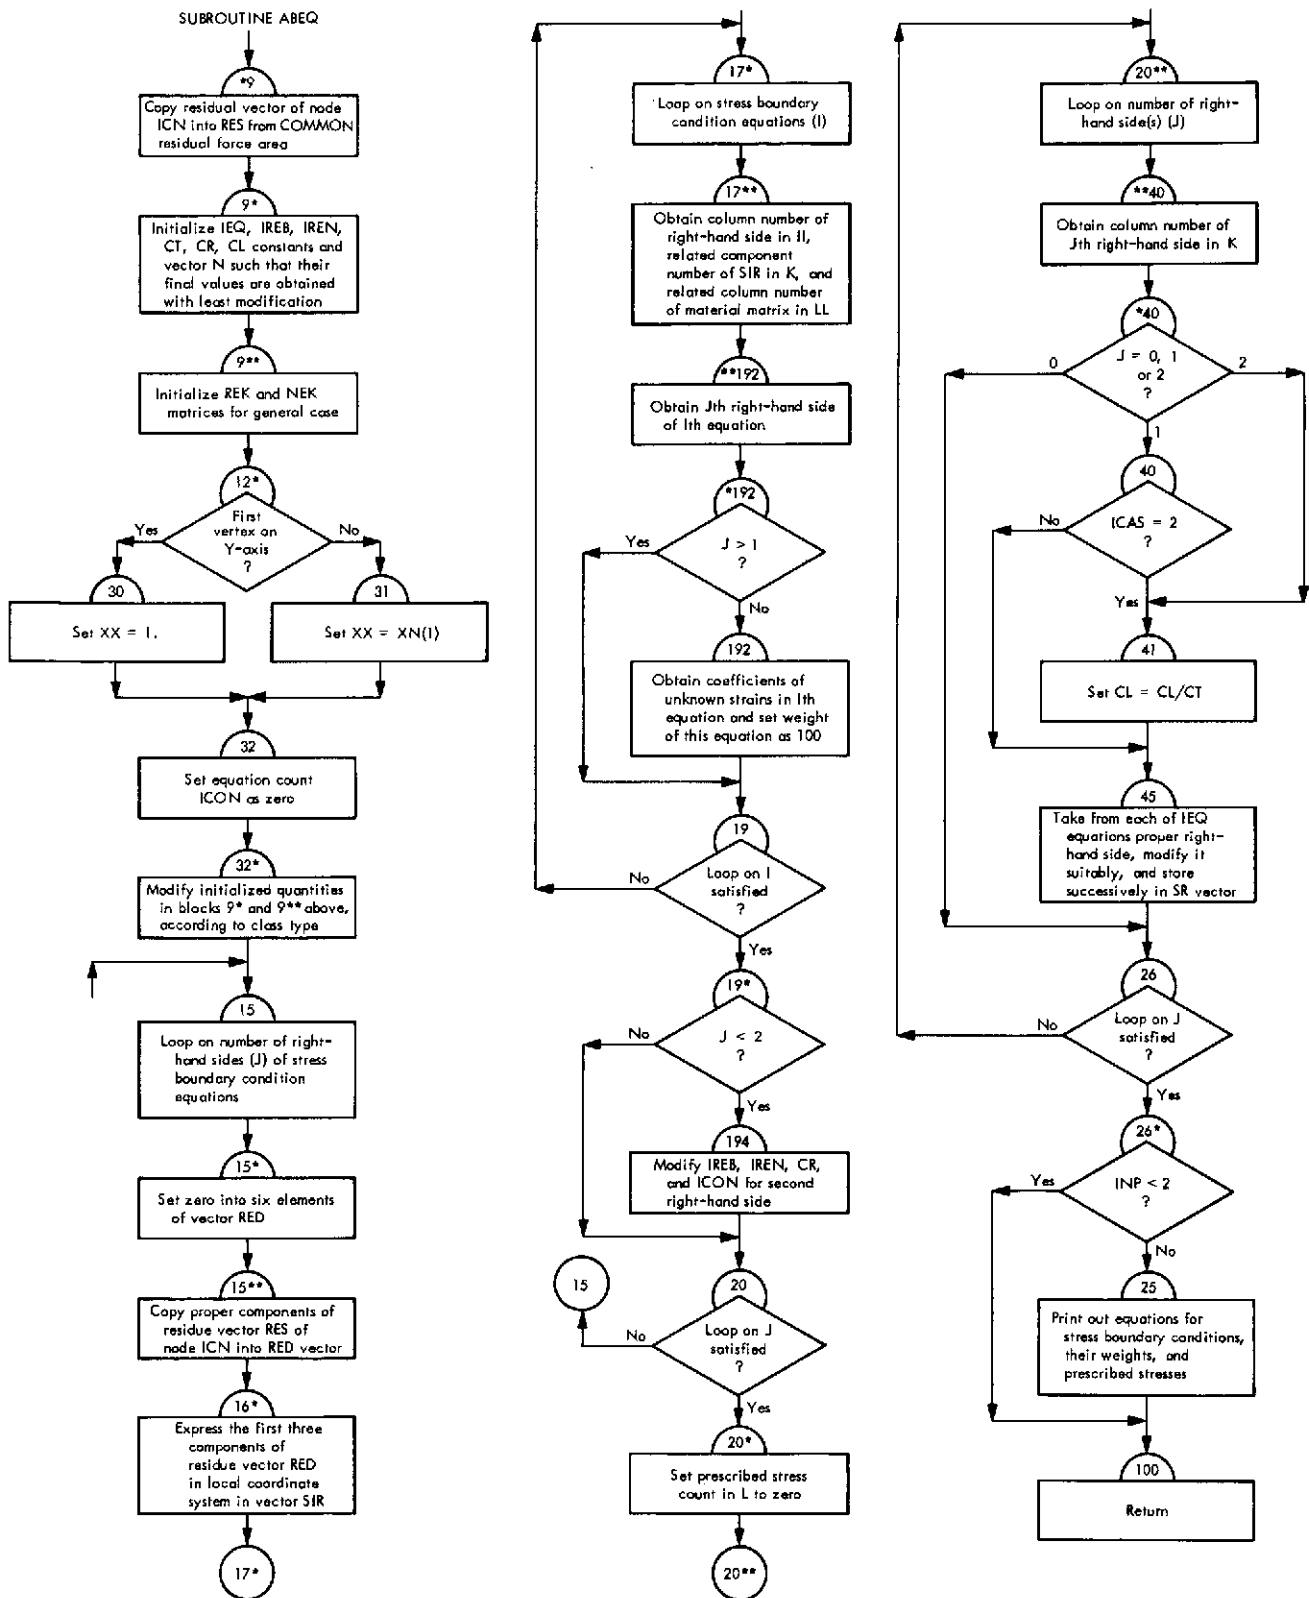 SUBROUTINE ABEQ
*9
Copy residual vector of node
ICN into RES from COMMON
residual force area
9*
Initialize IEQ, IREB, IREN,
CT, CR, CL constants and
vector N such that their
final values are obtained
with least modification
9**
Initialize REK and NEK
matrices for general case
12*
First
vertex on
Y-axis
?
Yes
No
30
Set XX = 1.
31
Set XX = XN(1)
32
Set equation count
ICON as zero
32*
Modify initialized quantities
in blocks 9* and 9** above,
according to class type
15
Loop on number of right-
hand sides (J) of stress
boundary condition
equations
15*
Set zero into six elements
of vector RED
15**
Copy proper components of
residue vector RES of
node ICN into RED vector
16*
Express the first three
components of
residue vector RED
in local coordinate
system in vector SIR
17*
17*
Loop on stress boundary
condition equations (I)
17**
Obtain column number of
right-hand side in II,
related component
number of SIR in K, and
related column number
of material matrix in LL
**192
Obtain Jth right-hand side
of Ith equation
*192
J > 1
?
Yes
No
192
Obtain coefficients of
unknown strains in Ith
equation and set weight
of this equation as 100
19
Loop on I
satisfied
?
No
Yes
19*
J < 2
?
No
Yes
194
Modify IREB, IREN, CR,
and ICON for second
right-hand side
15
20
Loop on J
satisfied
?
No
Yes
20*
Set prescribed stress
count in L to zero
20**
20**
Loop on number of right-
hand side(s) (J)
**40
Obtain column number of
Jth right-hand side in K
*40
J = 0, 1
or 2
?
0
2
1
40
ICAS = 2
?
No
Yes
41
Set CL = CL/CT
45
Take from each of IEQ
equations proper right-
hand side, modify it
suitably, and store
successively in SR vector
26
Loop on J
satisfied
?
No
Yes
26*
INP < 2
?
Yes
No
25
Print out equations for
stress boundary conditions,
their weights, and
prescribed stresses
100
Return